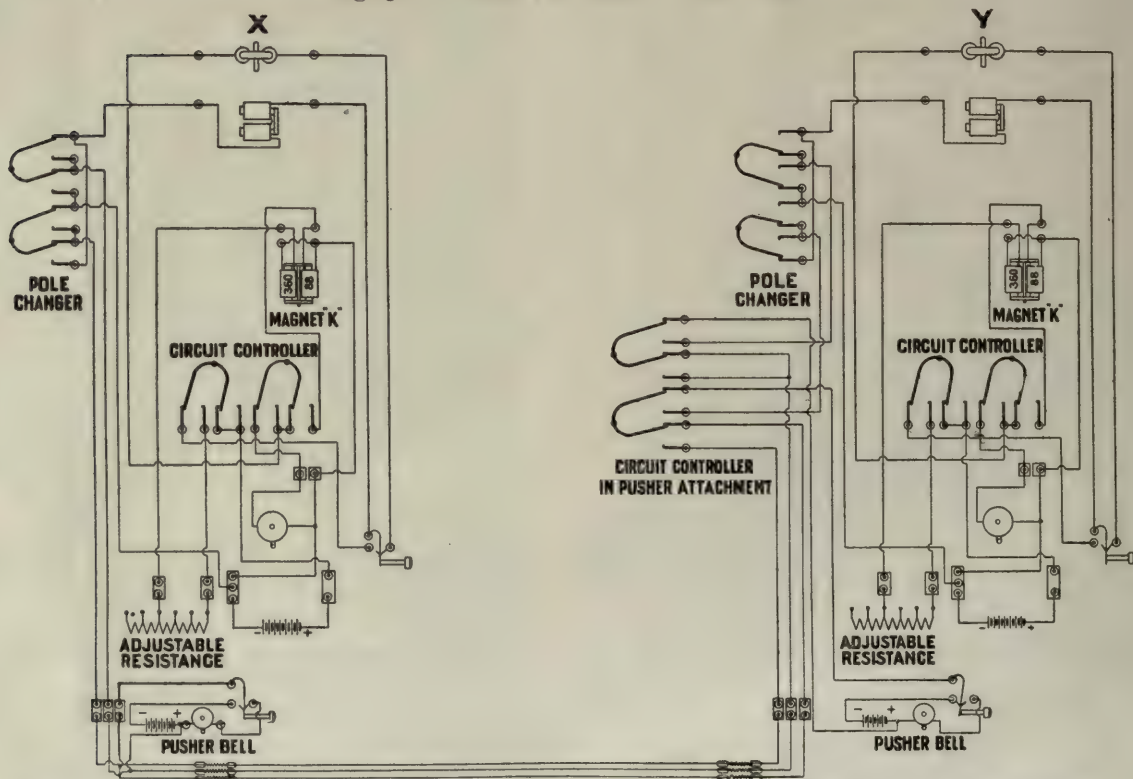 X
POLE
CHANGER
360
88
MAGNET "K"
CIRCUIT CONTROLLER
- +
ADJUSTABLE
RESISTANCE
- +
PUSHER BELL
Y
POLE
CHANGER
360
88
MAGNET "K"
CIRCUIT CONTROLLER
CIRCUIT CONTROLLER
IN PUSHER ATTACHMENT
- +
ADJUSTABLE
RESISTANCE
- +
PUSHER BELL